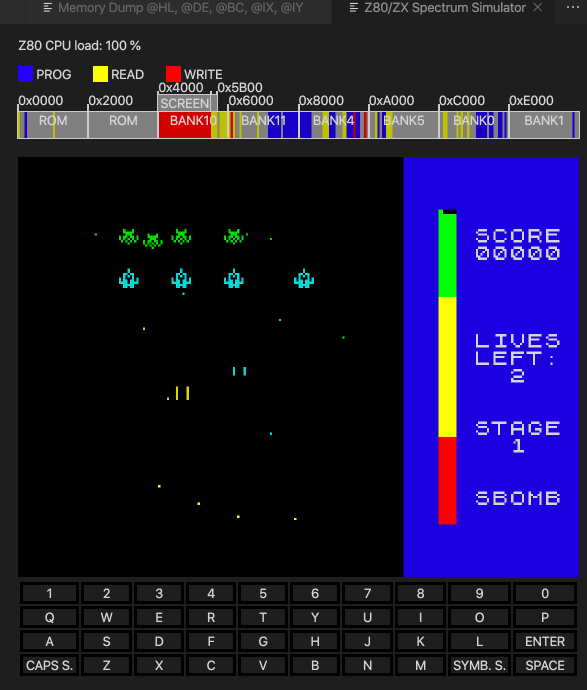 Memory Dump @HL, @DE, @BC, @IX, @IY
Z80/ZX Spectrum Simulator
Z80 CPU load: 100 %
PROG READ WRITE
0x4000 0x5B00
0x0000 0x2000 SCREEN 0x6000 0x8000 0xA000 0xC000 0xE000
ROM ROM BANK10 BANK11 BANK4 BANK5 BANK0 BANK1
SCORE
00000
LIVES
LEFT:
2
STAGE
1
SBOMB
1 2 3 4 5 6 7 8 9 0
Q W E R T Y U I O P
A S D F G H J K L ENTER
CAPS S. Z X C V B N M SYMB. S. SPACE